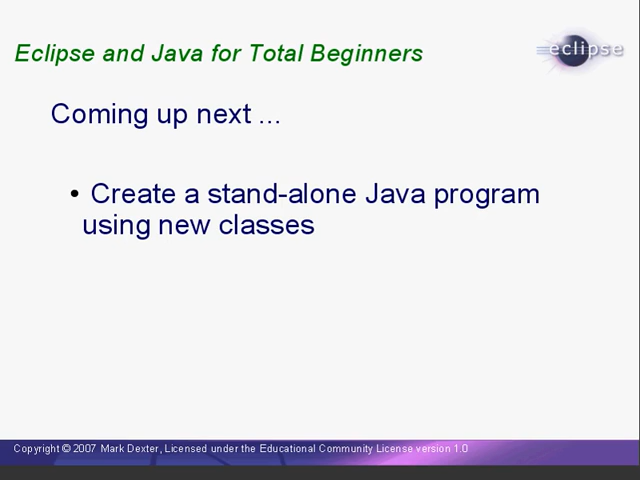 Eclipse and Java for Total Beginners
eclipse
Coming up next ...
• Create a stand-alone Java program
using new classes
Copyright © 2007 Mark Dexter, Licensed under the Educational Community License version 1.0